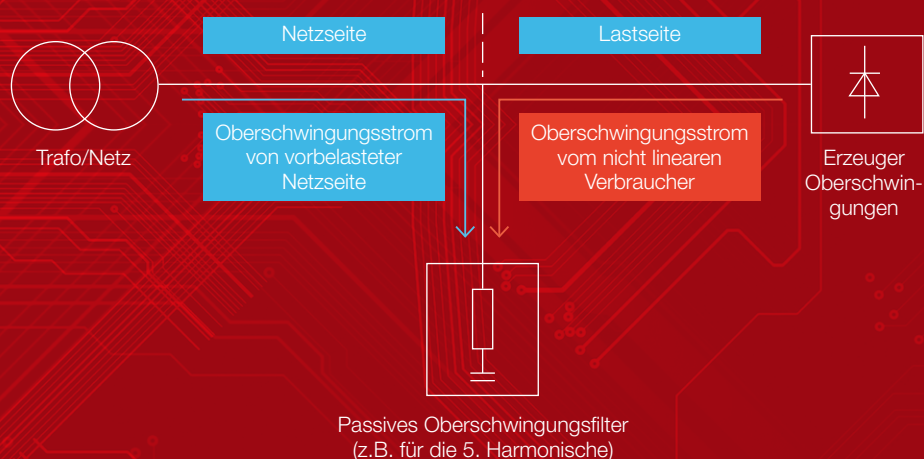 Netzseite
Lastseite
Trafo/Netz
Oberschwingungsstrom
von vorbelasteter
Netzseite
Oberschwingungsstrom
vom nicht linearen
Verbraucher
Erzeuger
Oberschwin-
gungen
Passives Oberschwingungsfilter
(z.B. für die 5. Harmonische)